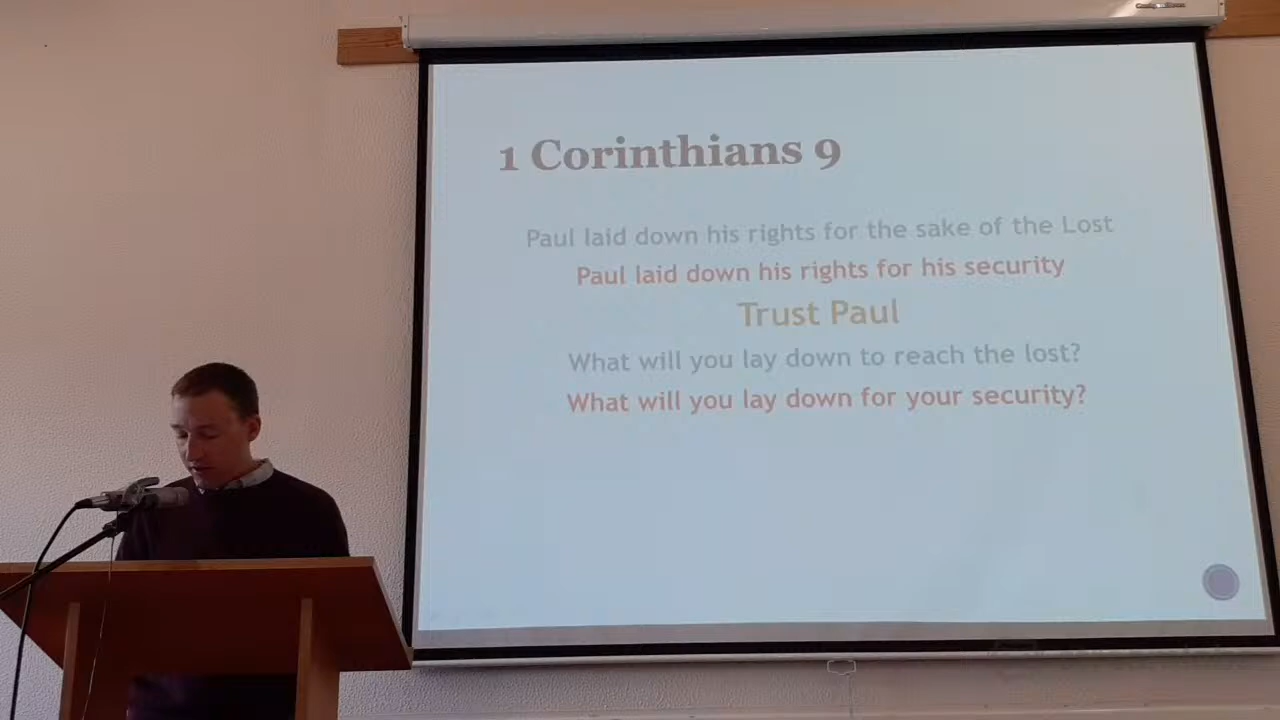 1 Corinthians 9
Paul laid down his rights for the sake of the Lost
Paul laid down his rights for his security
Trust Paul
What will you lay down to reach the lost?
What will you lay down for your security?